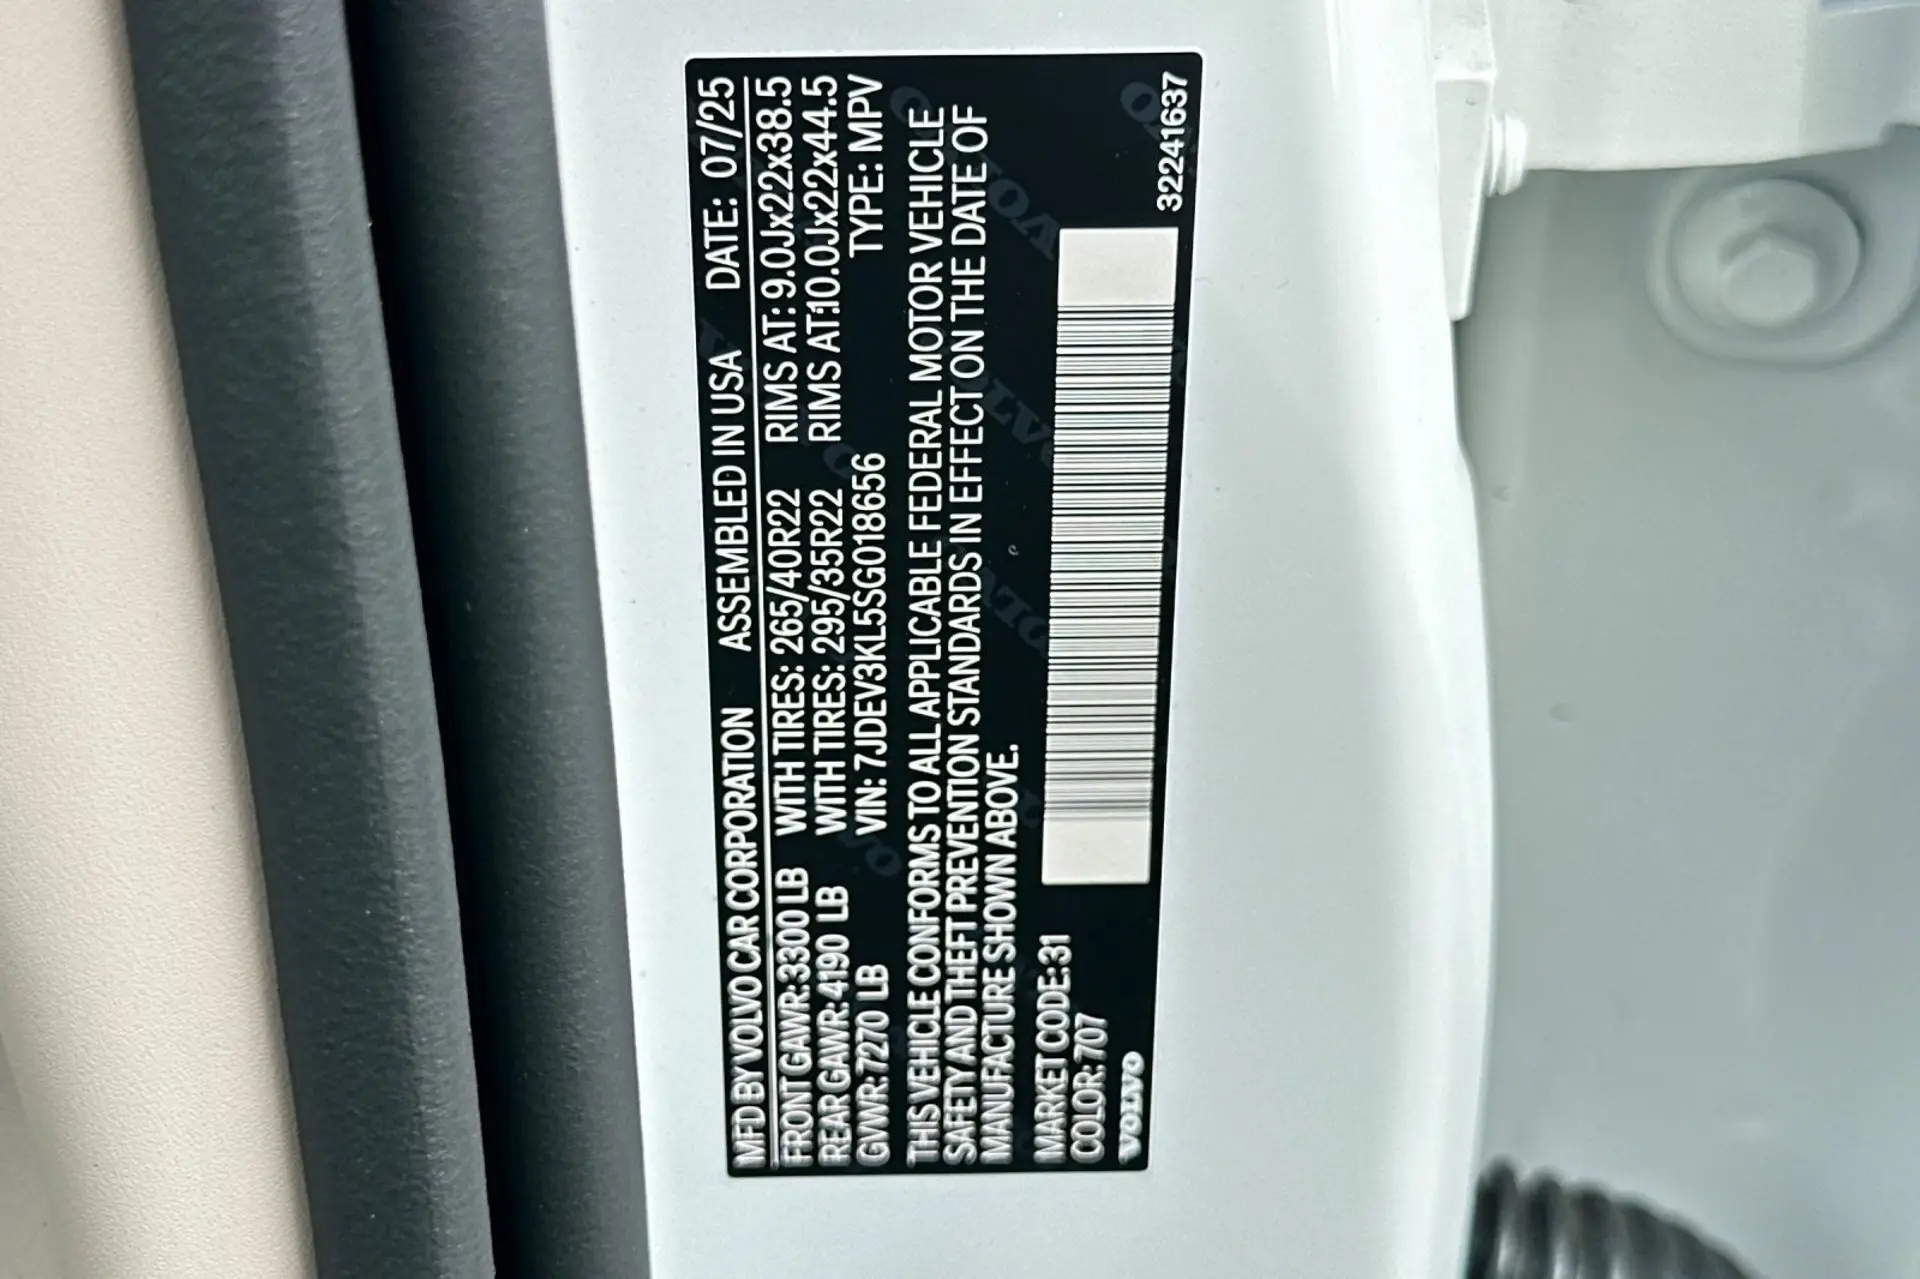 MFD BY VOLVO CAR CORPORATION ASSEMBLED IN USA DATE: 07/25
FRONT GAWR:3300 LB WITH TIRES: 265/40R22 RIMS AT: 9.0Jx22x38.5
REAR GAWR:4190 LB WITH TIRES: 295/35R22 RIMS AT:10.0Jx22x44.5
GVWR:7270 LB VIN: 7JDEV3KL5SG018656 TYPE: MPV
THIS VEHICLE CONFORMS TO ALL APPLICABLE FEDERAL MOTOR VEHICLE
SAFETY AND THEFT PREVENTION STANDARDS IN EFFECT ON THE DATE OF
MANUFACTURE SHOWN ABOVE.
MARKET CODE:31
COLOR:707
VOLVO
32241637